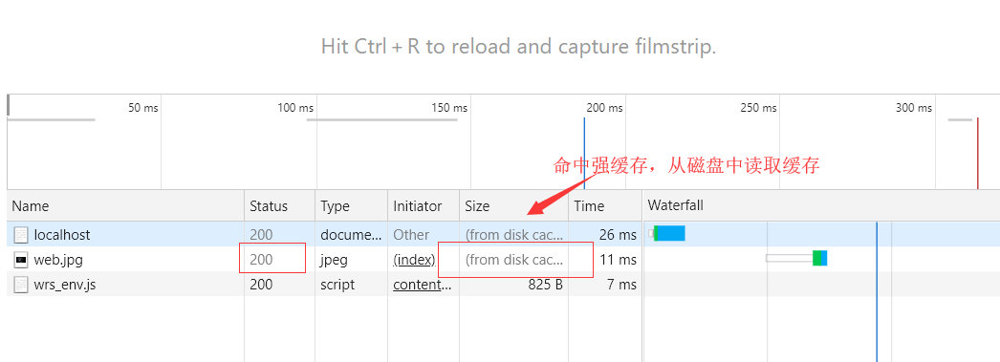 Hit Ctrl + R to reload and capture filmstrip.
50 ms 100 ms 150 ms 200 ms 250 ms 300 ms
命中强缓存，从磁盘中读取缓存
Name Status Type Initiator Size Time Waterfall
localhost 200 docume... Other (from disk cac... 26 ms
web.jpg 200 jpeg (index) (from disk cac... 11 ms
wrs_env.js 200 script content... 825 B 7 ms